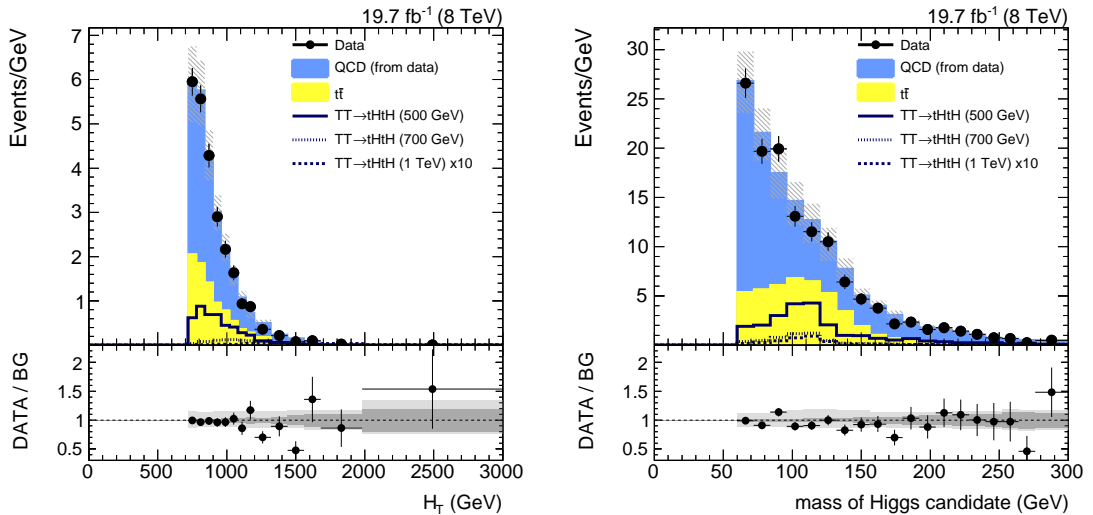 19.7 fb⁻¹ (8 TeV)
Events/GeV
7
6
5
4
3
2
1
Data
QCD (from data)
tt̄
TT→tHtH (500 GeV)
TT→tHtH (700 GeV)
TT→tHtH (1 TeV) x10
DATA / BG
2
1.5
1
0.5
0 500 1000 1500 2000 2500 3000
H_T (GeV)
19.7 fb⁻¹ (8 TeV)
Events/GeV
30
25
20
15
10
5
Data
QCD (from data)
tt̄
TT→tHtH (500 GeV)
TT→tHtH (700 GeV)
TT→tHtH (1 TeV) x10
DATA / BG
2
1.5
1
0.5
0 50 100 150 200 250 300
mass of Higgs candidate (GeV)